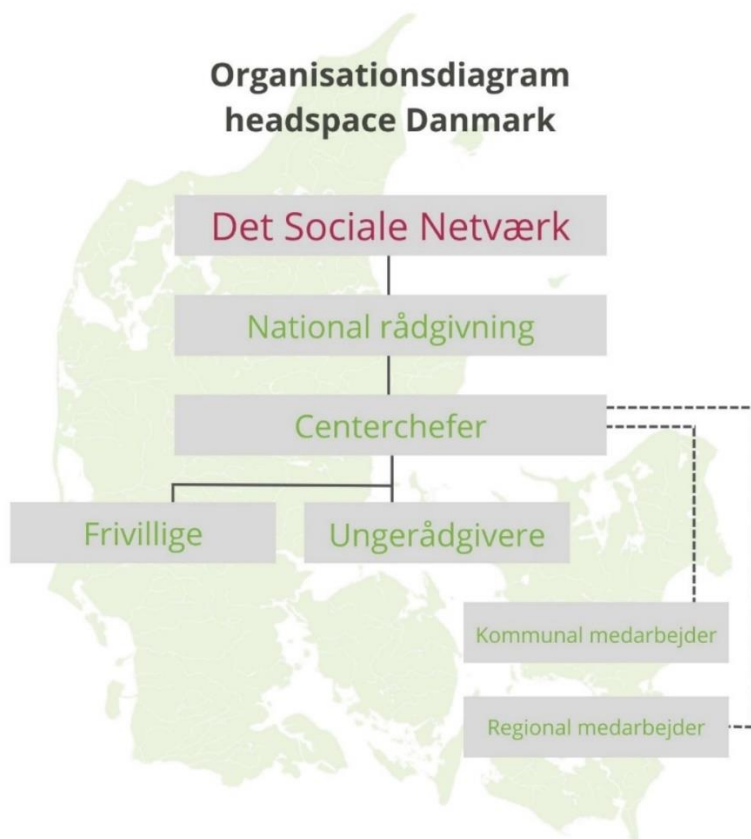 Organisationsdiagram
headspace Danmark
Det Sociale Netværk
National rådgivning
Centerchefer
Frivillige
Ungerådgivere
Kommunal medarbejder
Regional medarbejder